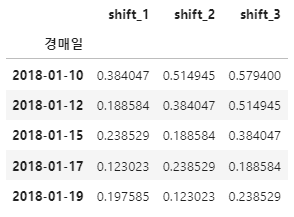 shift_1 shift_2 shift_3
경매일
2018-01-10 0.384047 0.514945 0.579400
2018-01-12 0.188584 0.384047 0.514945
2018-01-15 0.238529 0.188584 0.384047
2018-01-17 0.123023 0.238529 0.188584
2018-01-19 0.197585 0.123023 0.238529